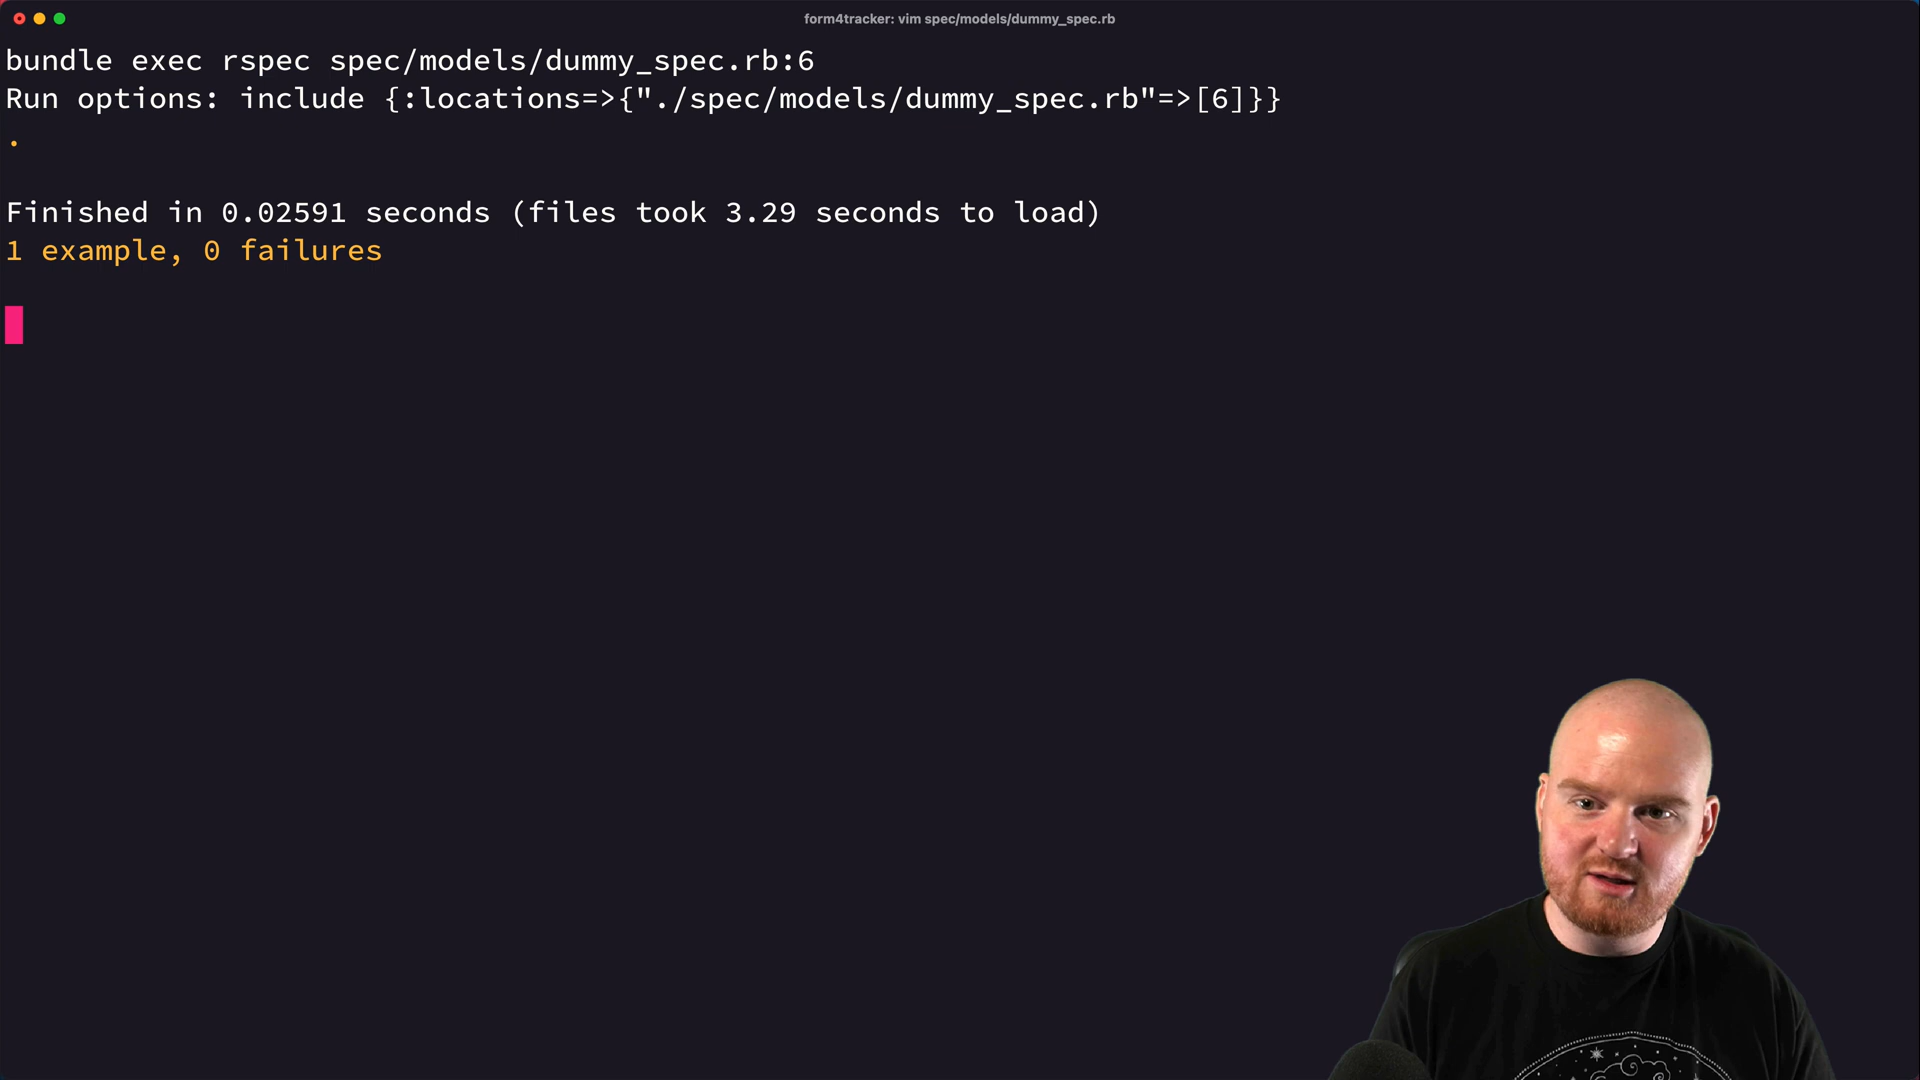 form4tracker: vim spec/models/dummy_spec.rb
bundle exec rspec spec/models/dummy_spec.rb:6
Run options: include {:locations=>{"./spec/models/dummy_spec.rb"=>[6]}}
.
Finished in 0.02591 seconds (files took 3.29 seconds to load)
1 example, 0 failures